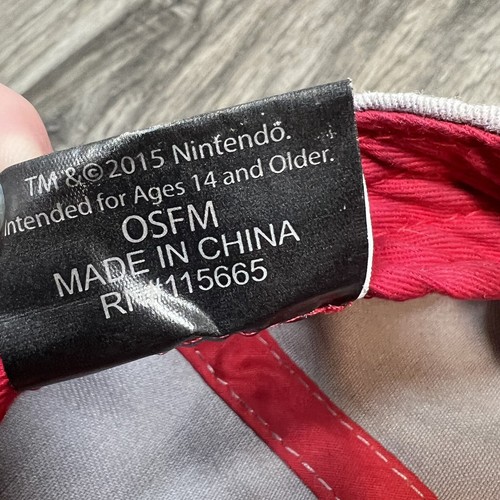 TM & © 2015 Nintendo.
Intended for Ages 14 and Older.
OSFM
MADE IN CHINA
RN#115665